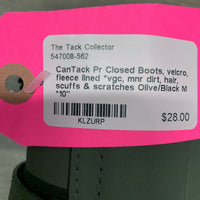 The Tack Collector
547008-562
CanTack Pr Closed Boots, velcro,
fleece lined *vgc, mnr dirt, hair,
scuffs & scratches Olive/Black M
"10"
KLZURP
$28.00